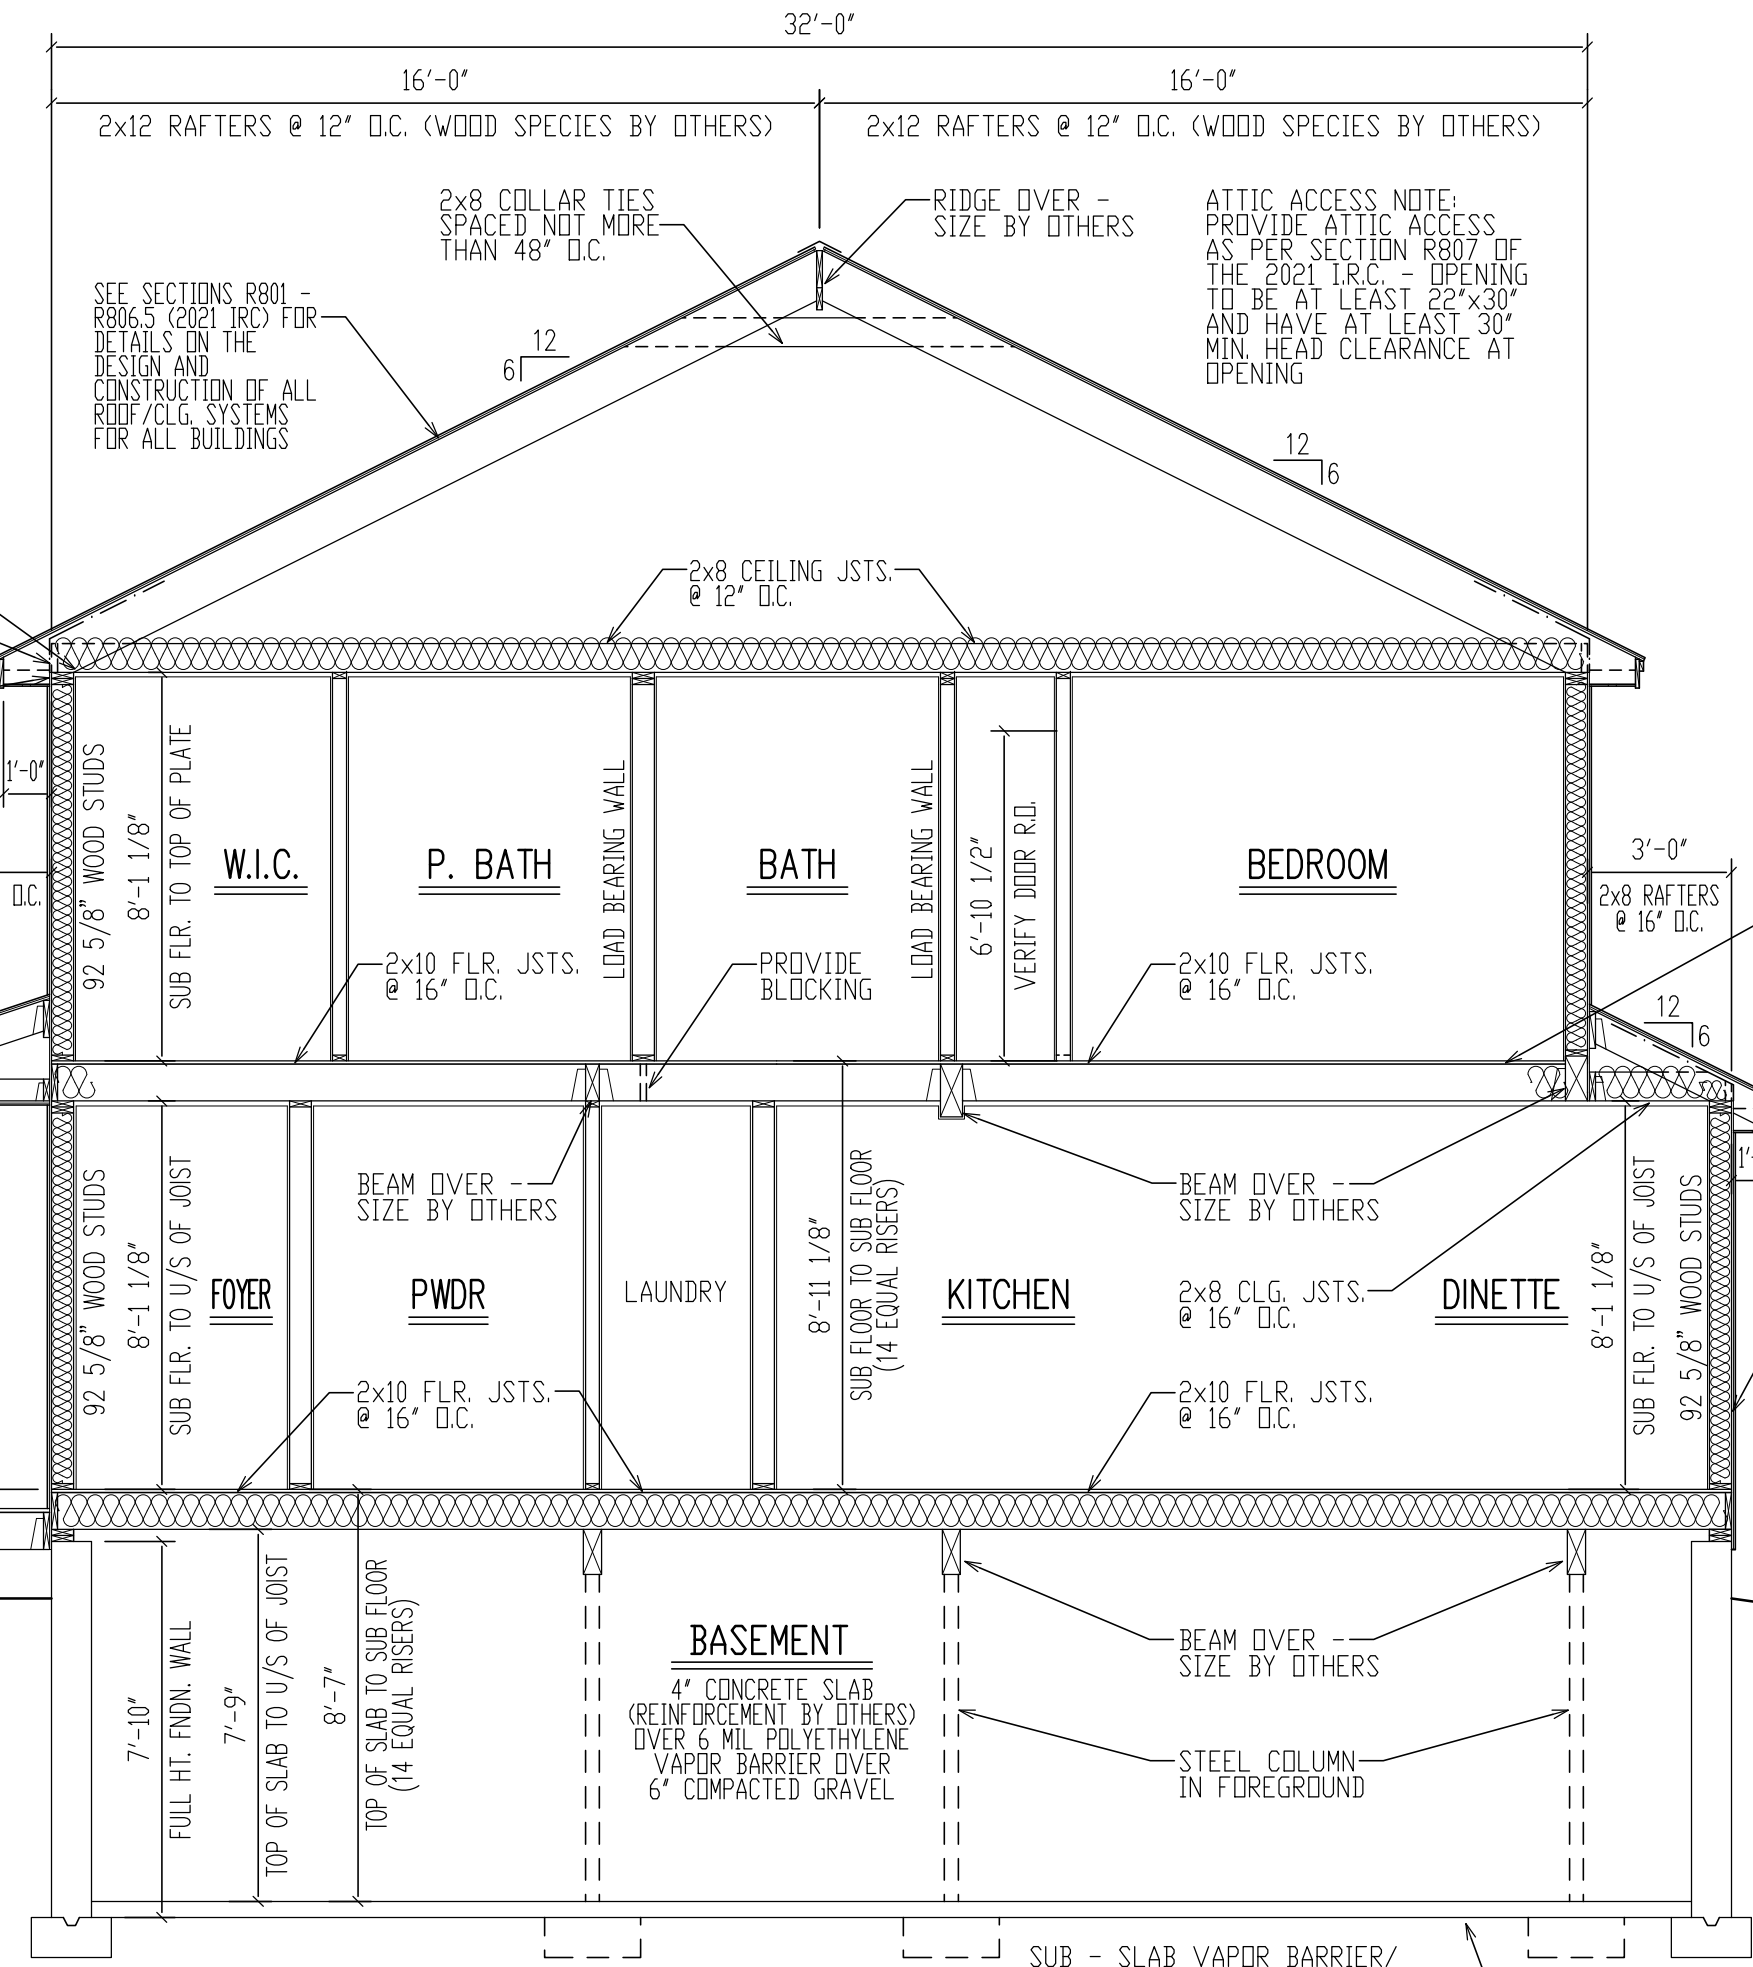 32'-0"
16'-0"
16'-0"
2x12 RAFTERS @ 12" O.C. (WOOD SPECIES BY OTHERS)
2x12 RAFTERS @ 12" O.C. (WOOD SPECIES BY OTHERS)
2x8 COLLAR TIES
SPACED NOT MORE
THAN 48" O.C.
RIDGE OVER -
SIZE BY OTHERS
ATTIC ACCESS NOTE:
PROVIDE ATTIC ACCESS
AS PER SECTION R807 OF
THE 2021 I.R.C. - OPENING
TO BE AT LEAST 22"x30"
AND HAVE AT LEAST 30"
MIN. HEAD CLEARANCE AT
OPENING
SEE SECTIONS R801 -
R806.5 (2021 IRC) FOR
DETAILS ON THE
DESIGN AND
CONSTRUCTION OF ALL
ROOF/CLG. SYSTEMS
FOR ALL BUILDINGS
12
6
12
6
2x8 CEILING JSTS.
@ 12" O.C.
1'-0"
O.C.
92 5/8" WOOD STUDS
8'-1 1/8"
SUB FLR. TO TOP OF PLATE
W.I.C.
P. BATH
LOAD BEARING WALL
BATH
LOAD BEARING WALL
6'-10 1/2"
VERIFY DOOR R.O.
BEDROOM
3'-0"
2x8 RAFTERS
@ 16" O.C.
2x10 FLR. JSTS.
@ 16" O.C.
PROVIDE
BLOCKING
2x10 FLR. JSTS.
@ 16" O.C.
12
6
92 5/8" WOOD STUDS
8'-1 1/8"
SUB FLR. TO U/S OF JOIST
BEAM OVER -
SIZE BY OTHERS
8'-11 1/8"
SUB FLOOR TO SUB FLOOR
(14 EQUAL RISERS)
BEAM OVER -
SIZE BY OTHERS
8'-1 1/8"
SUB FLR. TO U/S OF JOIST
92 5/8" WOOD STUDS
1'-
FOYER
PWDR
LAUNDRY
KITCHEN
2x8 CLG. JSTS.
@ 16" O.C.
DINETTE
2x10 FLR. JSTS.
@ 16" O.C.
2x10 FLR. JSTS.
@ 16" O.C.
7'-10"
FULL HT. FNDN. WALL
7'-9"
TOP OF SLAB TO U/S OF JOIST
8'-7"
TOP OF SLAB TO SUB FLOOR
(14 EQUAL RISERS)
BASEMENT
4" CONCRETE SLAB
(REINFORCEMENT BY OTHERS)
OVER 6 MIL POLYETHYLENE
VAPOR BARRIER OVER
6" COMPACTED GRAVEL
BEAM OVER -
SIZE BY OTHERS
STEEL COLUMN
IN FOREGROUND
SUB - SLAB VAPOR BARRIER/